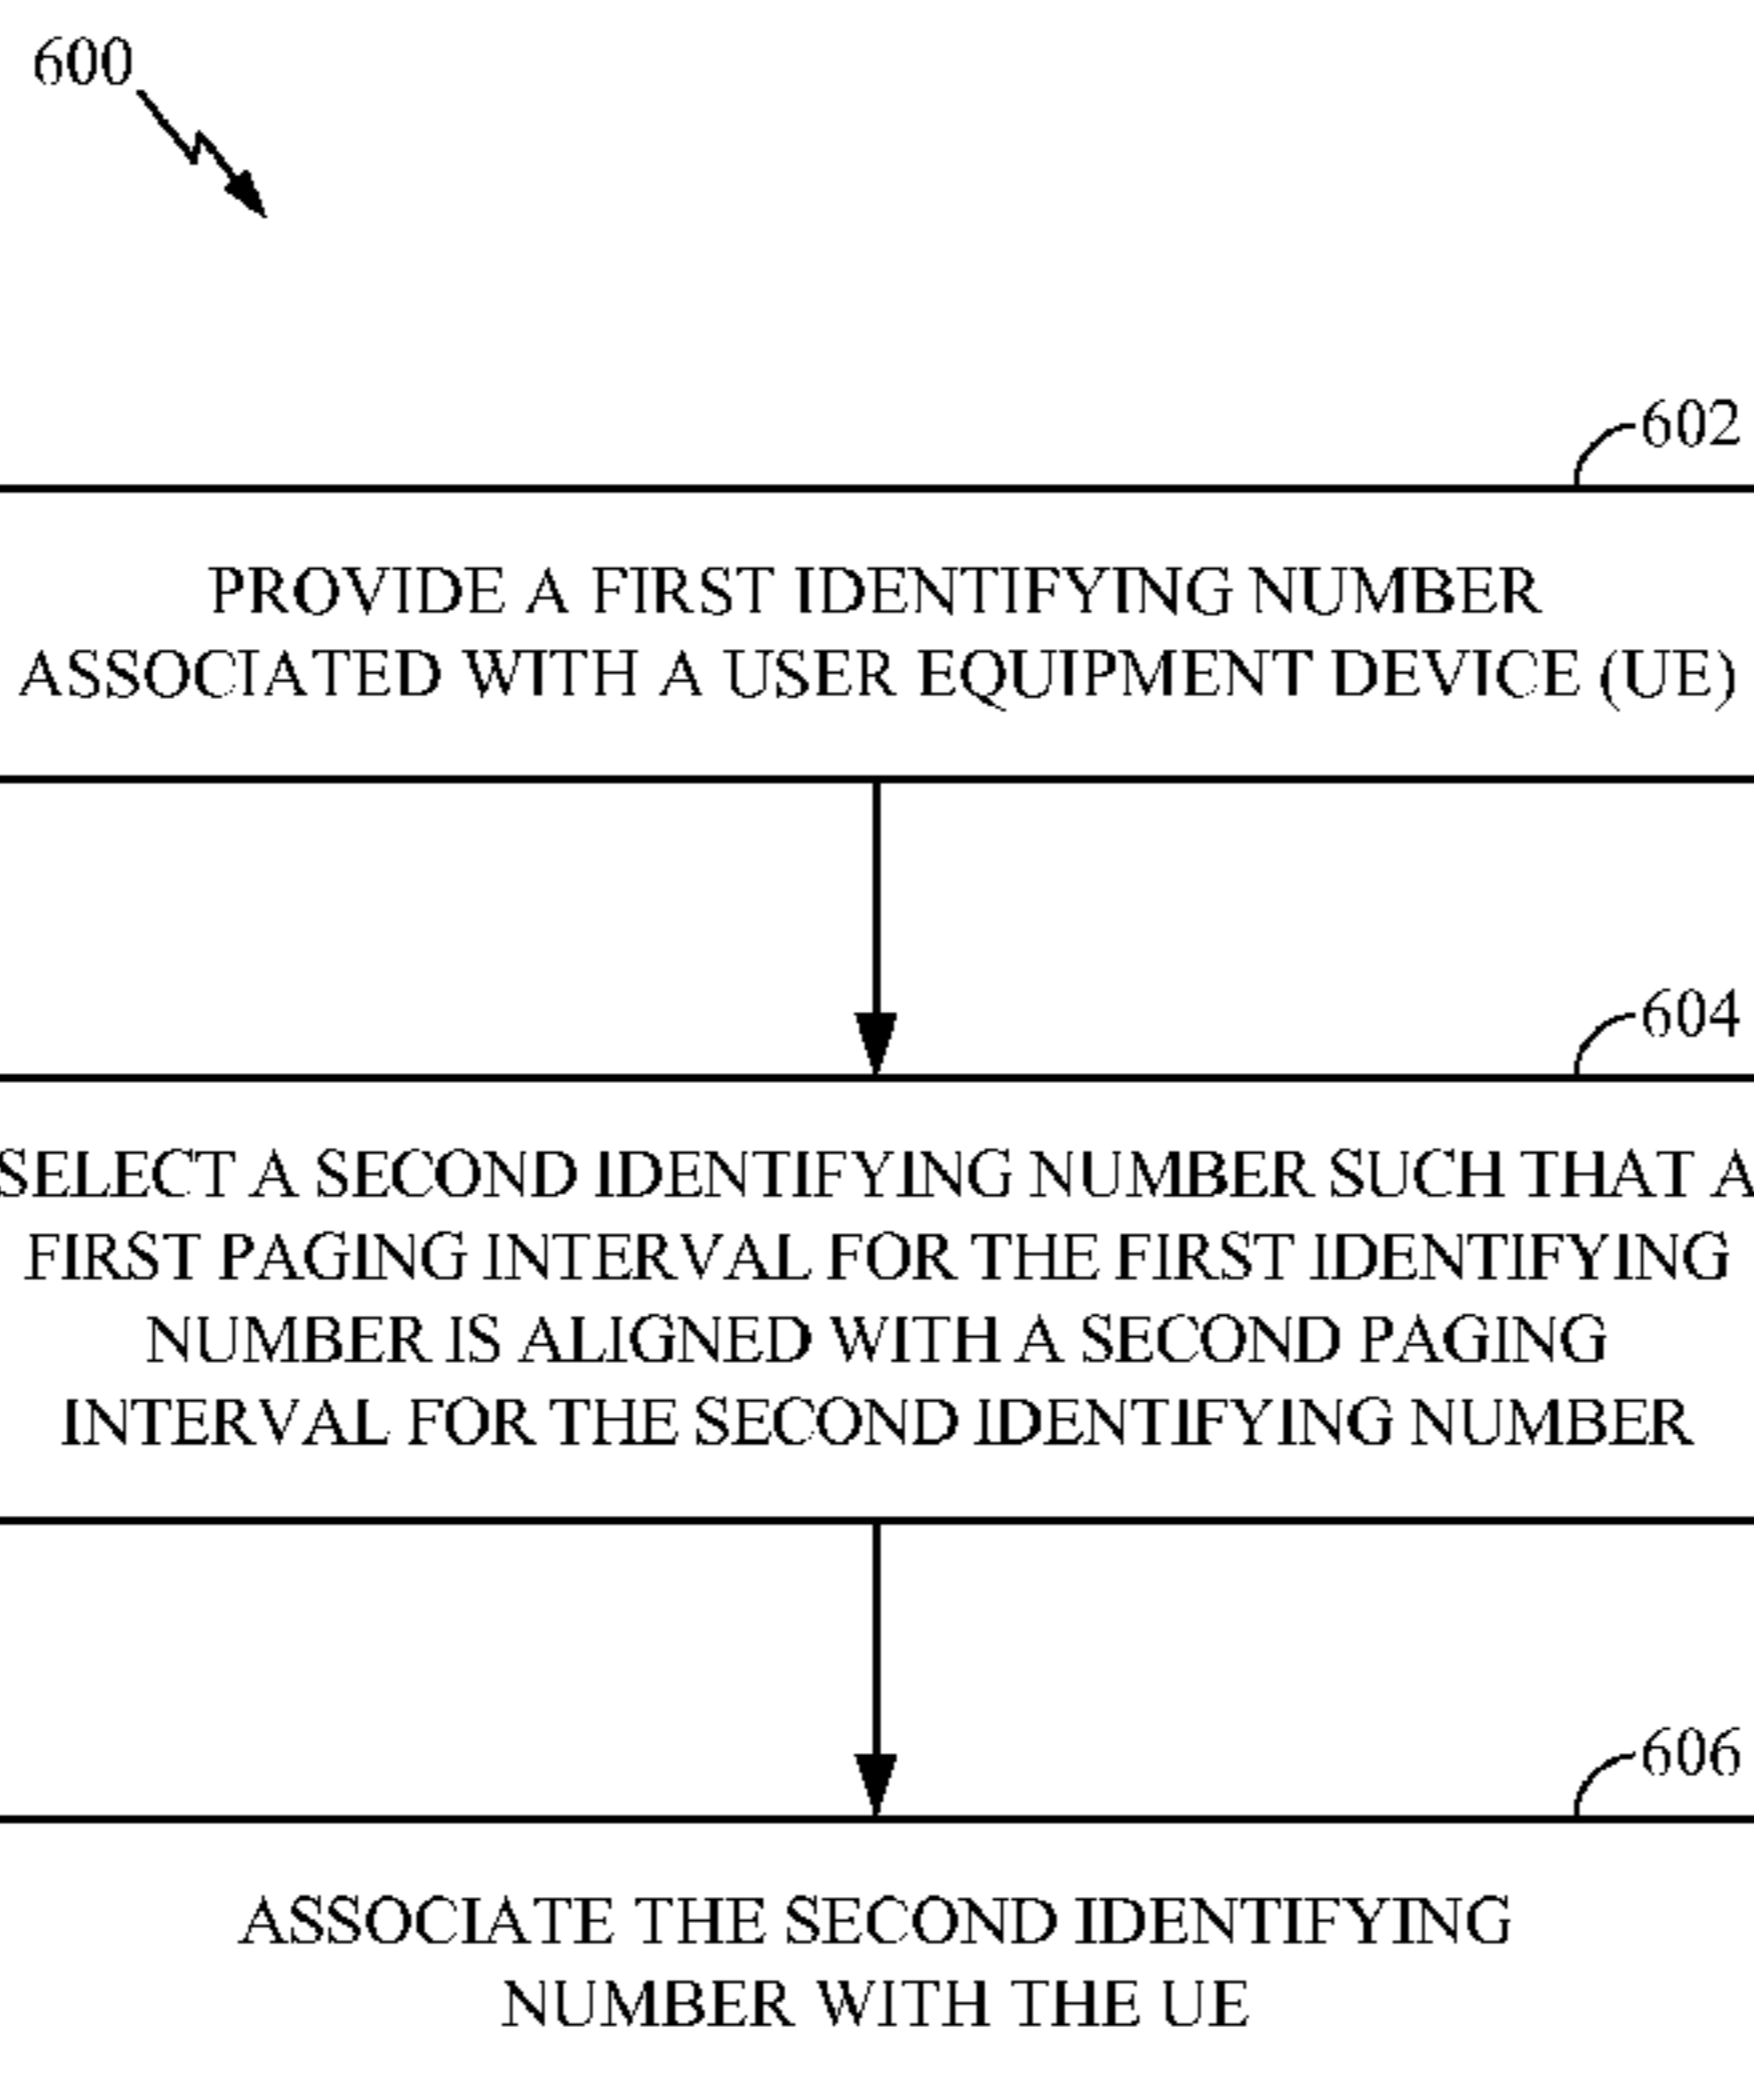 600
602
PROVIDE A FIRST IDENTIFYING NUMBER
ASSOCIATED WITH A USER EQUIPMENT DEVICE (UE)
604
SELECT A SECOND IDENTIFYING NUMBER SUCH THAT A
FIRST PAGING INTERVAL FOR THE FIRST IDENTIFYING
NUMBER IS ALIGNED WITH A SECOND PAGING
INTERVAL FOR THE SECOND IDENTIFYING NUMBER
606
ASSOCIATE THE SECOND IDENTIFYING
NUMBER WITH THE UE